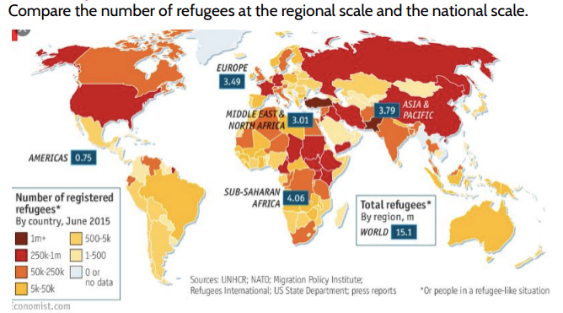 Compare the number of refugees at the regional scale and the national scale.
EUROPE
3.49
MIDDLE EAST &
NORTH AFRICA
3.01
3.79
ASIA &
PACIFIC
AMERICAS 0.75
SUB-SAHARAN
AFRICA
4.06
Number of registered
refugees*
By country, June 2015
1m+
250k-1m
50k-250k
5k-50k
500-5k
1-500
0 or
no data
Total refugees*
By region, m
WORLD 15.1
Sources: UNHCR; NATO; Migration Policy Institute;
Refugees International; US State Department; press reports
*Or people in a refugee-like situation
conomist.com